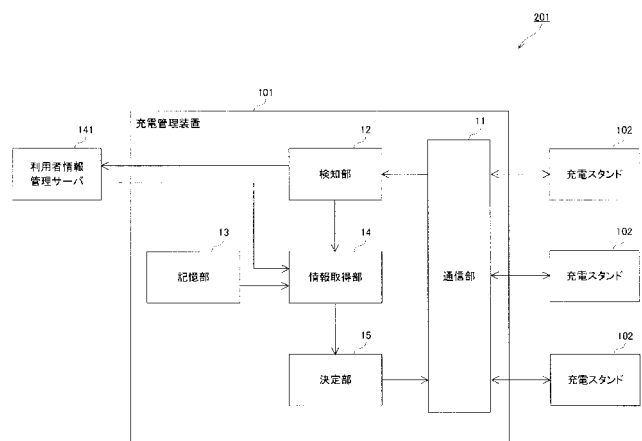 201
101
充電管理装置
141
利用者情報
管理サーバ
12
検知部
11
通信部
102
充電スタンド
13
記憶部
14
情報取得部
102
充電スタンド
15
決定部
102
充電スタンド